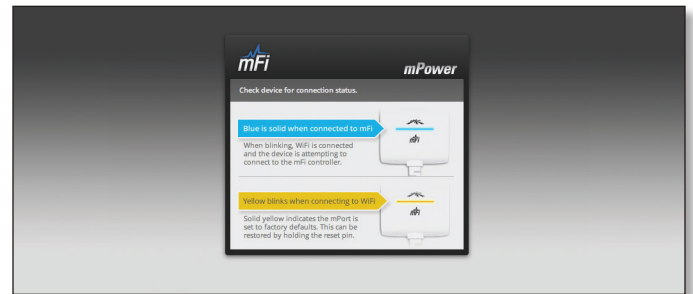 mFi
mPower
Check device for connection status.
Blue is solid when connected to mFi
When blinking, WiFi is connected
and the device is attempting to
connect to the mFi controller.
mFi
Yellow blinks when connecting to WiFi
Solid yellow indicates the mPort is
set to factory defaults. This can be
restored by holding the reset pin.
mFi